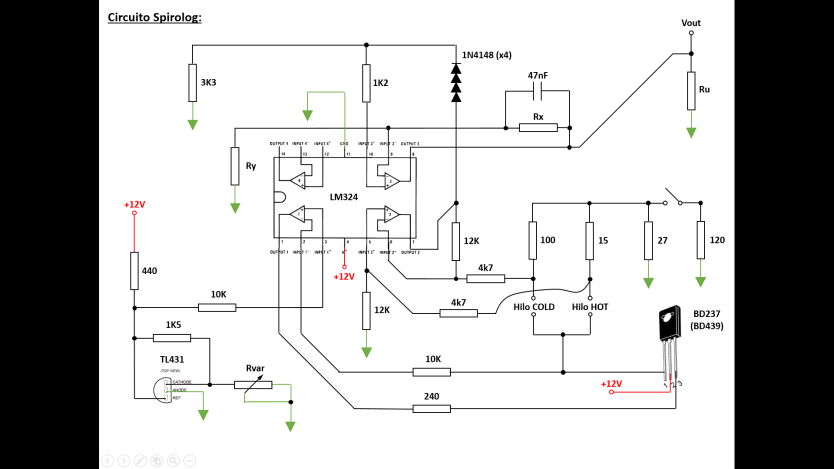 Circuito Spirolog:
Vout
1N4148 (x4)
47nF
3K3
1K2
Ru
Rx
OUTPUT 4 INPUT 4⁻ INPUT 4⁺ GND INPUT 3⁺ INPUT 3⁻ OUTPUT 3
14 13 12 11 10 9 8
Ry
4
3
LM324
+12V
1
2
1 2 3 4 5 6 7
OUTPUT 1 INPUT 1⁻ INPUT 1⁺ V⁺ INPUT 2⁺ INPUT 2⁻ OUTPUT 2
12K
100
15
27
120
440
+12V
4k7
10K
12K
4k7
Hilo COLD
Hilo HOT
BD237
(BD439)
1K5
TL431
(TOP VIEW)
Rvar
10K
CATHODE
ANODE
REF
+12V
240